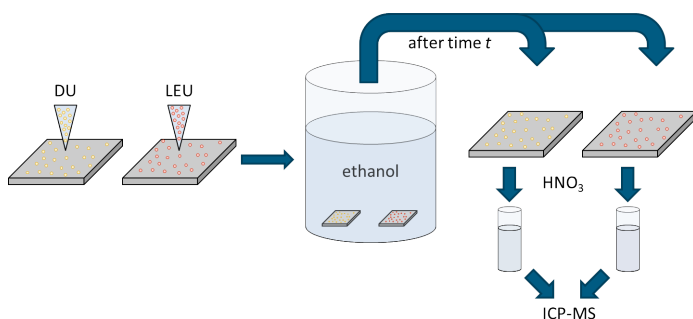 after time t
DU
LEU
ethanol
HNO₃
ICP-MS